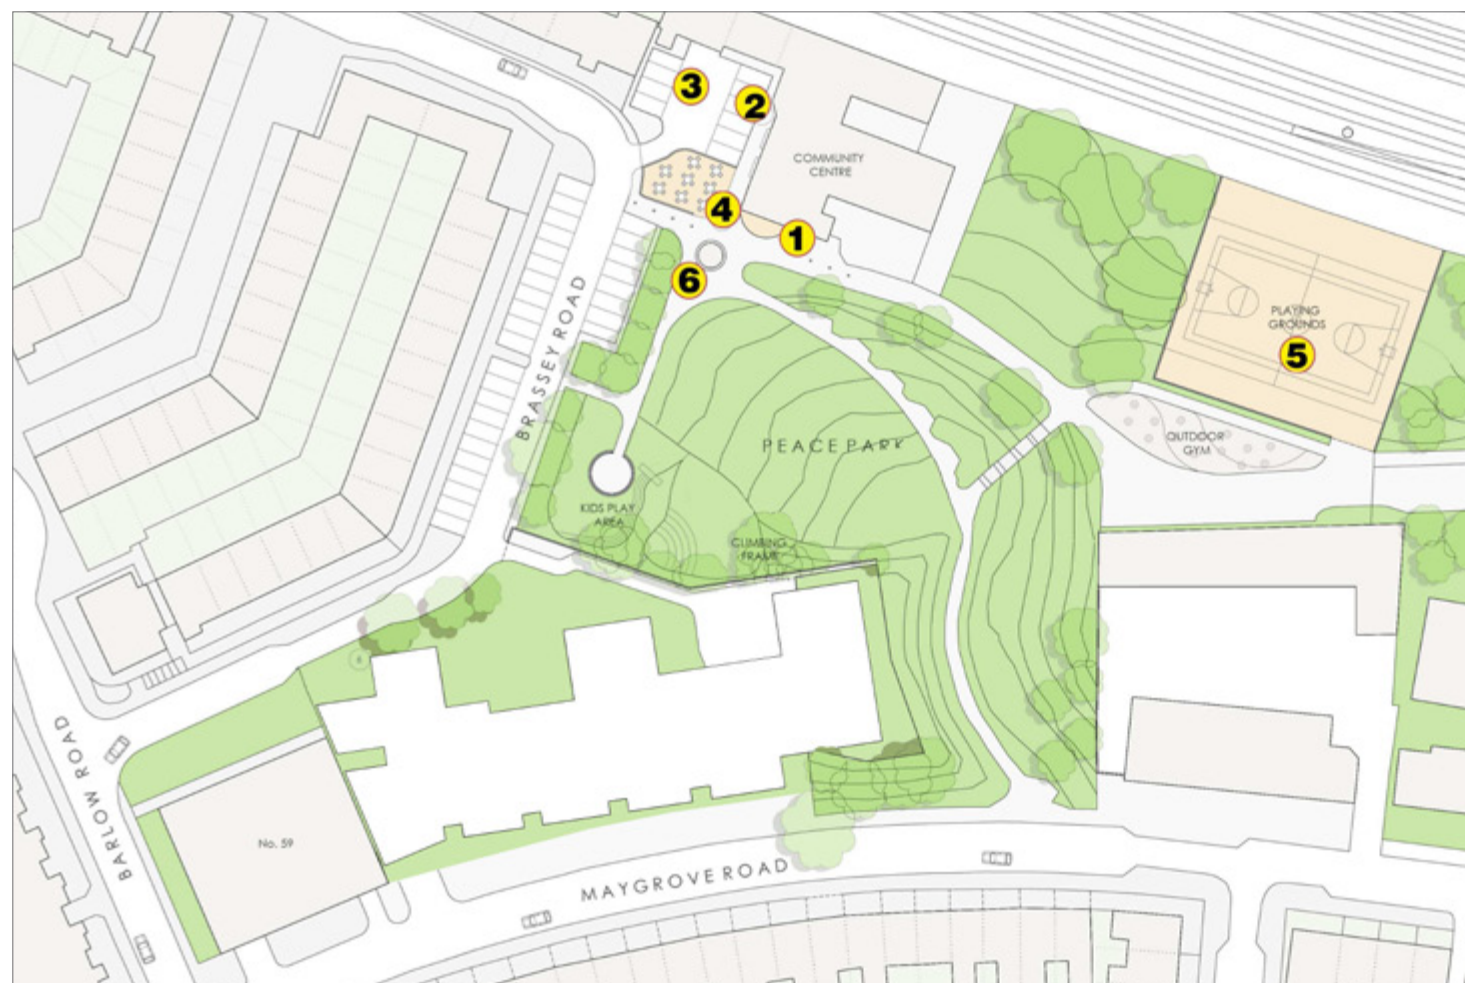 3
2
COMMUNITY
CENTRE
4
1
6
BRASSEY ROAD
PLAYING
GROUNDS
5
PEACE PARK
OUTDOOR
GYM
KIDS PLAY
AREA
CLIMBING
FRAME
BARLOW ROAD
No. 59
MAYGROVE ROAD